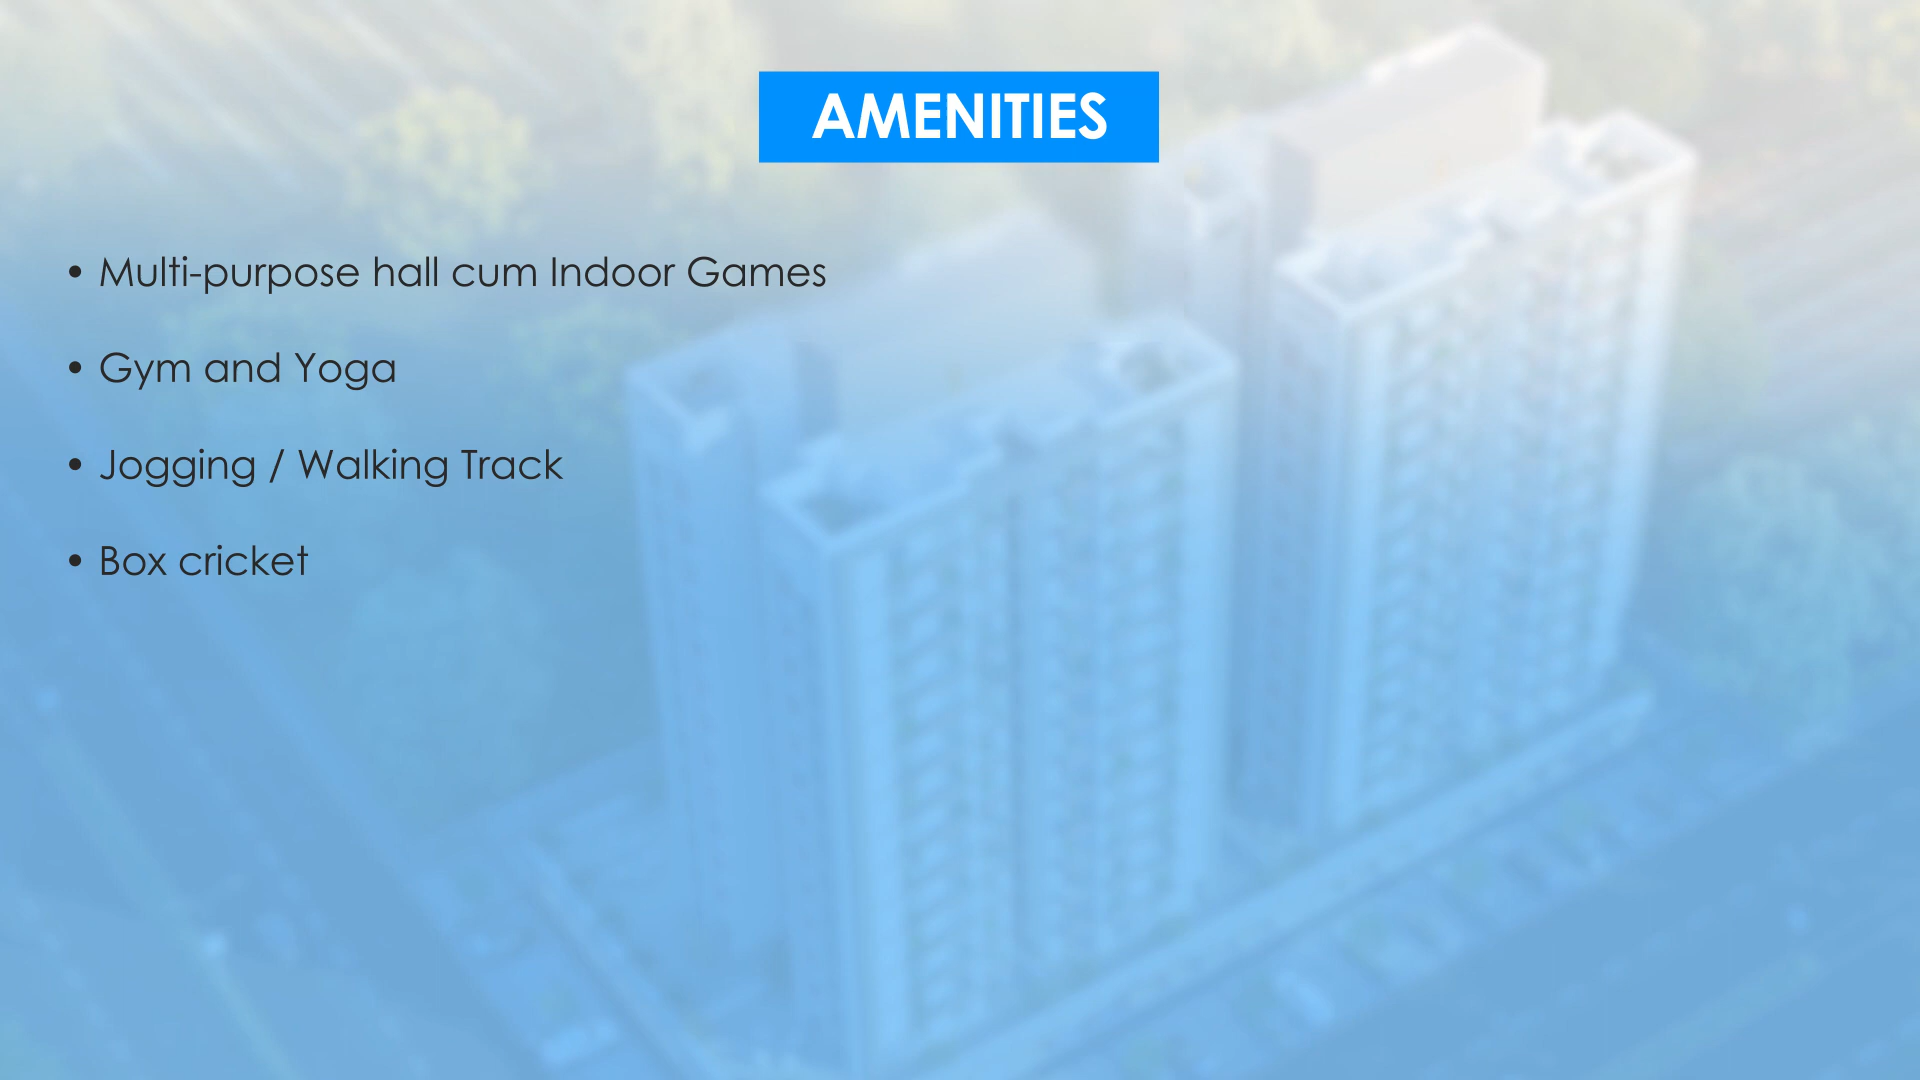 AMENITIES
• Multi-purpose hall cum Indoor Games
• Gym and Yoga
• Jogging / Walking Track
• Box cricket